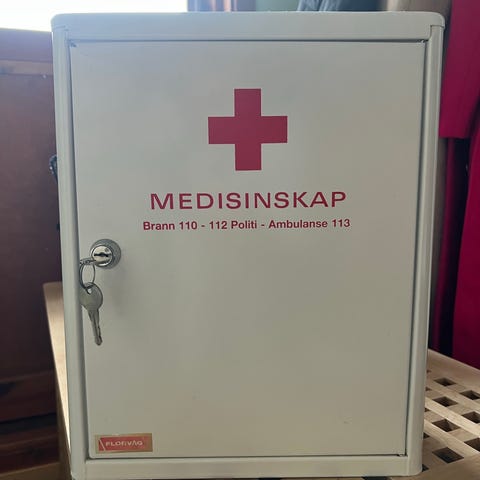 MEDISINSKAP
Brann 110 - 112 Politi - Ambulanse 113
FLORVÅG